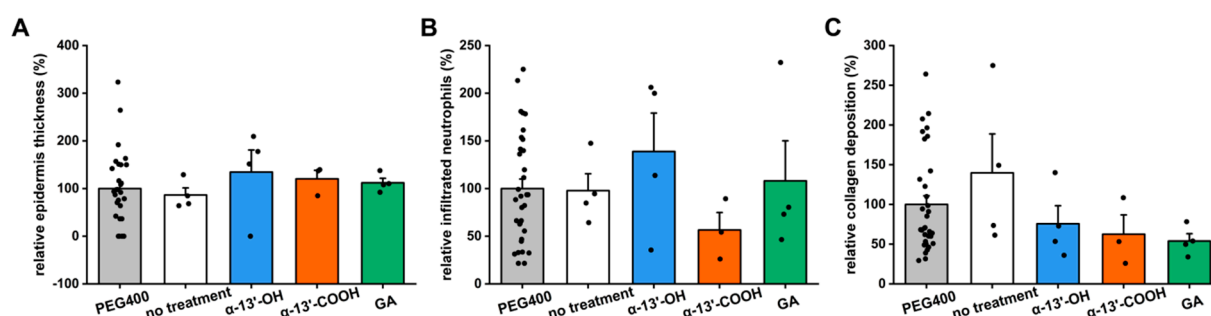 A
relative epidermis thickness (%)
400
300
200
100
0
-100
PEG400
no treatment
α-13'-OH
α-13'-COOH
GA
B
relative infiltrated neutrophils (%)
250
200
150
100
50
0
PEG400
no treatment
α-13'-OH
α-13'-COOH
GA
C
relative collagen deposition (%)
300
250
200
150
100
50
0
PEG400
no treatment
α-13'-OH
α-13'-COOH
GA